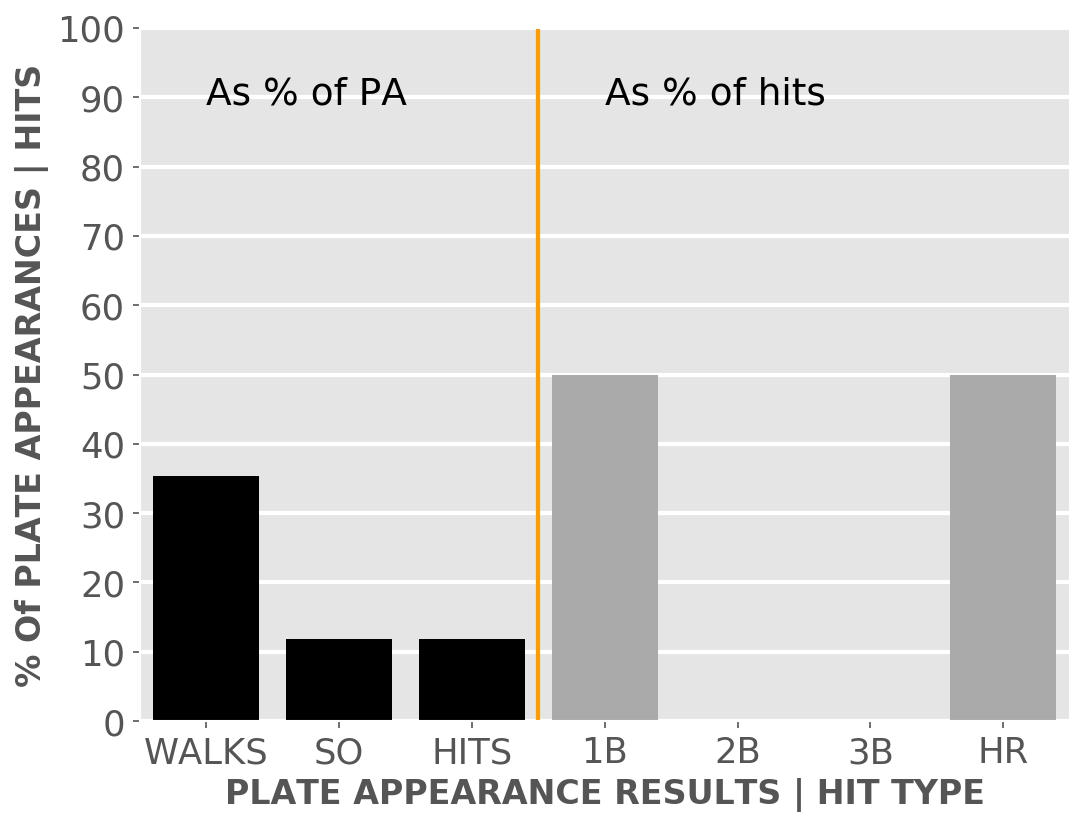 % Of PLATE APPEARANCES | HITS
100
90
80
70
60
50
40
30
20
10
0
As % of PA
As % of hits
WALKS SO HITS 1B 2B 3B HR
PLATE APPEARANCE RESULTS | HIT TYPE